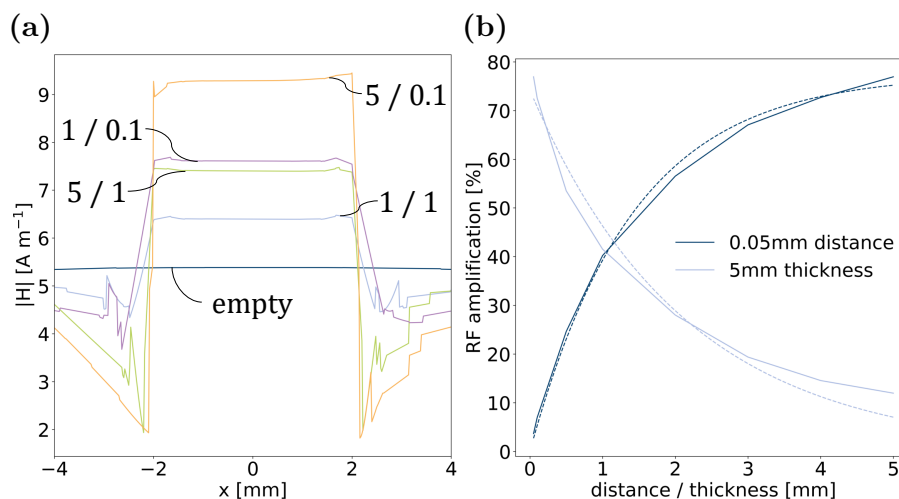 (a)
9
8
7
6
5
4
3
2
|H| [A m⁻¹]
5 / 0.1
1 / 0.1
5 / 1
1 / 1
empty
−4
−2
0
2
4
x [mm]
(b)
80
70
60
50
40
30
20
10
0
RF amplification [%]
0.05mm distance
5mm thickness
0
1
2
3
4
5
distance / thickness [mm]